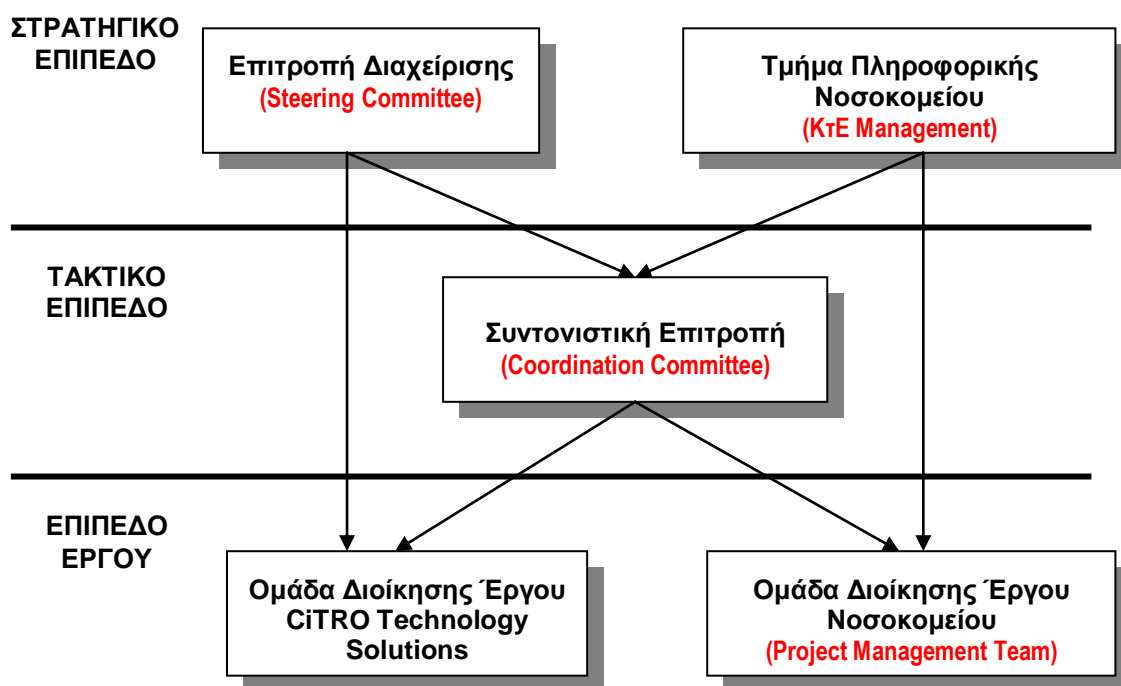 ΣΤΡΑΤΗΓΙΚΟ
ΕΠΙΠΕΔΟ
Επιτροπή Διαχείρισης
(Steering Committee)
Τμήμα Πληροφορικής
Νοσοκομείου
(ΚτΕ Management)
ΤΑΚΤΙΚΟ
ΕΠΙΠΕΔΟ
Συντονιστική Επιτροπή
(Coordination Committee)
ΕΠΙΠΕΔΟ
ΕΡΓΟΥ
Ομάδα Διοίκησης Έργου
CiTRO Technology
Solutions
Ομάδα Διοίκησης Έργου
Νοσοκομείου
(Project Management Team)